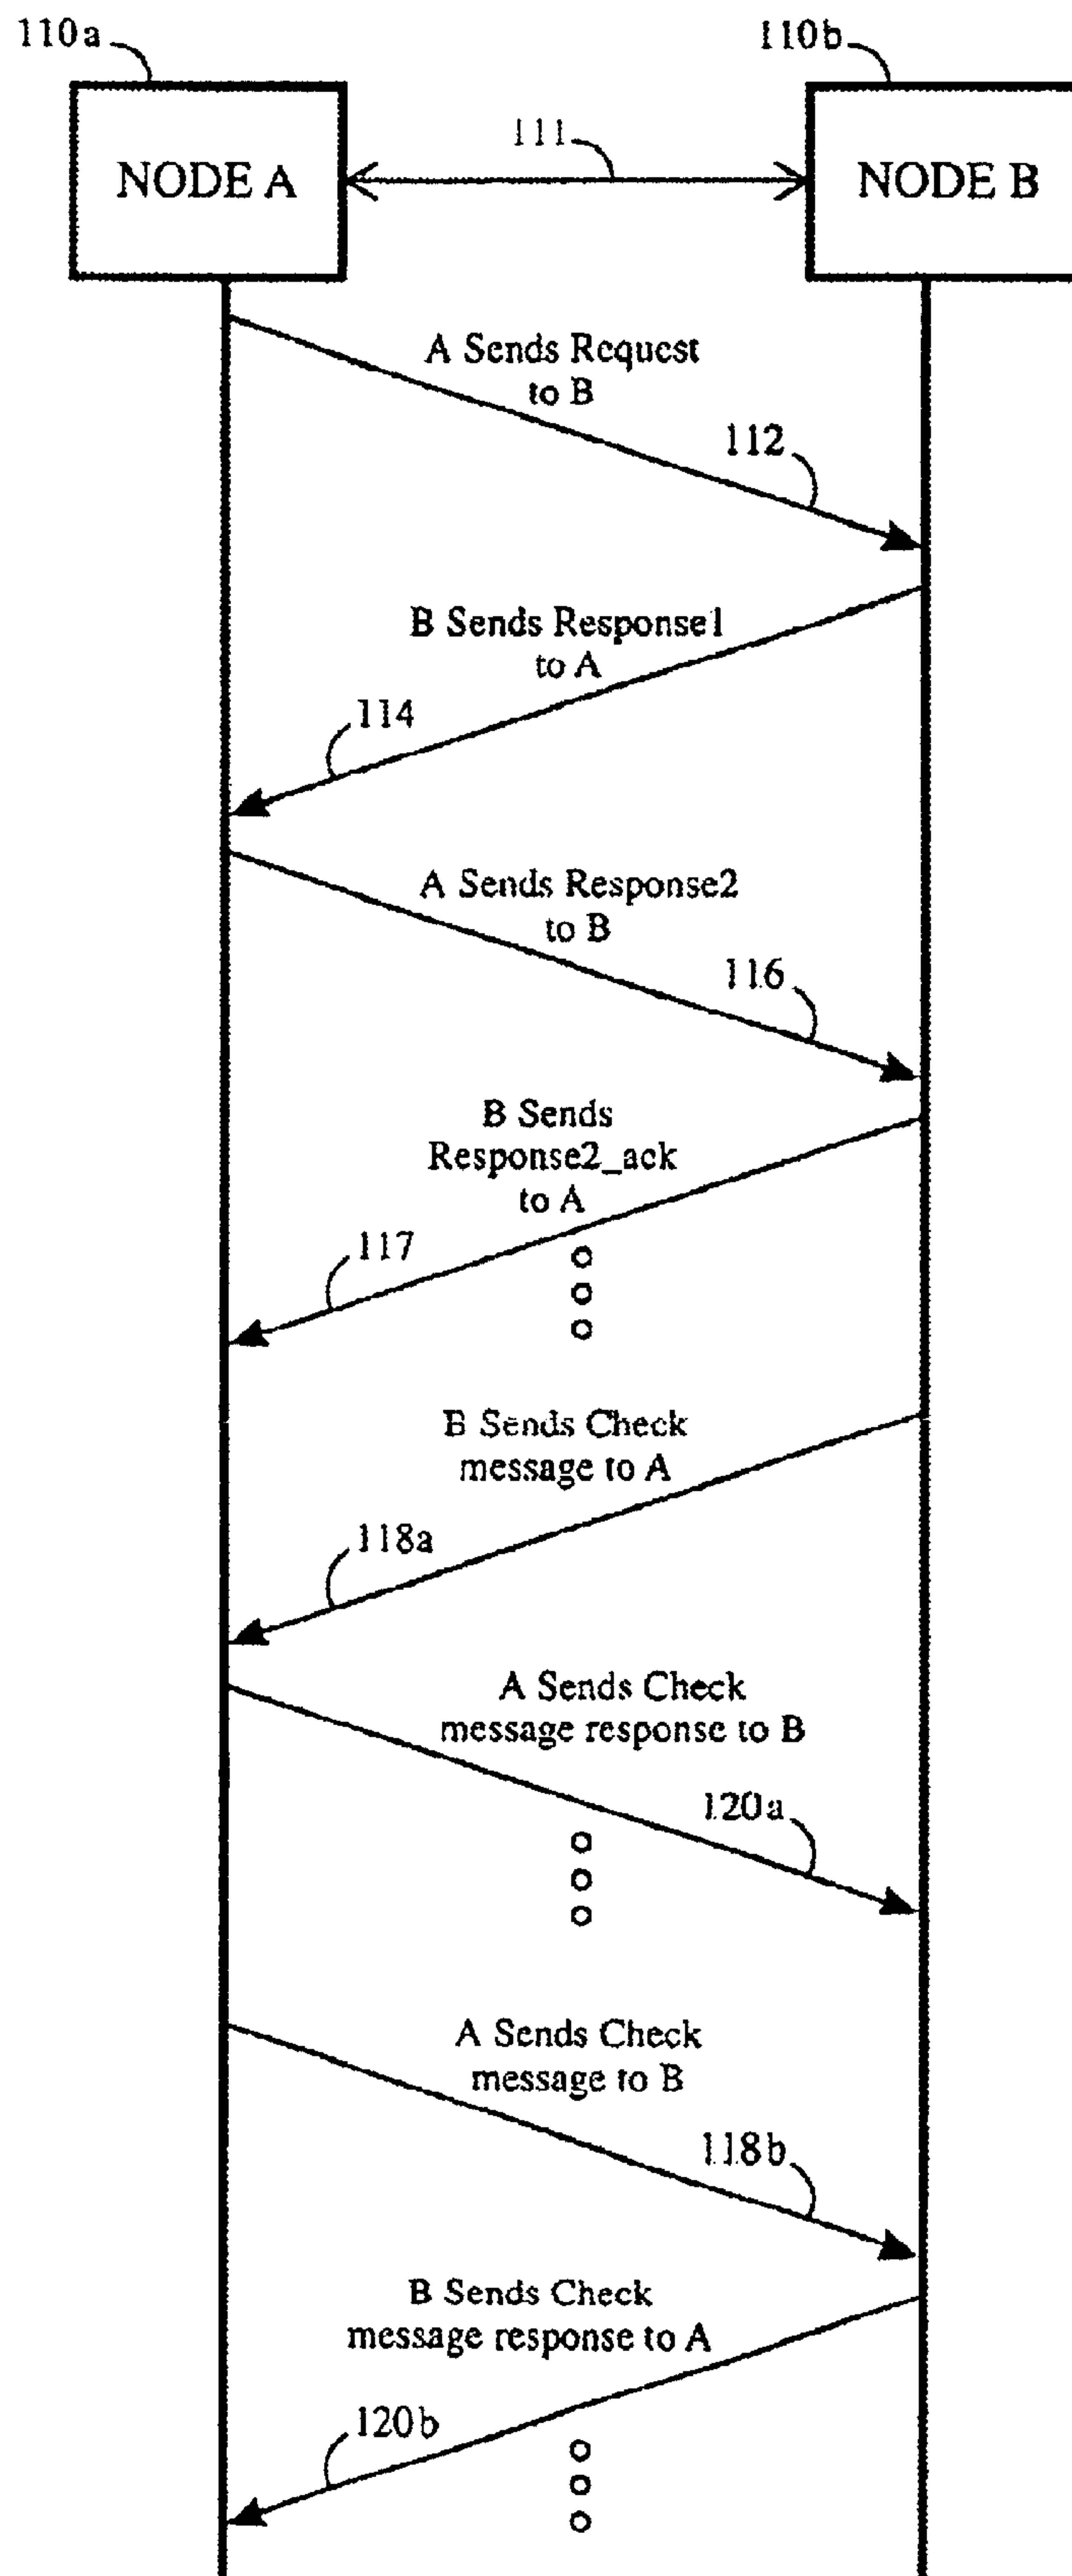 110a
110b
111
NODE A
NODE B
A Sends Request
to B
112
B Sends Response1
to A
114
A Sends Response2
to B
116
B Sends
Response2_ack
to A
117
B Sends Check
message to A
118a
A Sends Check
message response to B
120a
A Sends Check
message to B
118b
B Sends Check
message response to A
120b